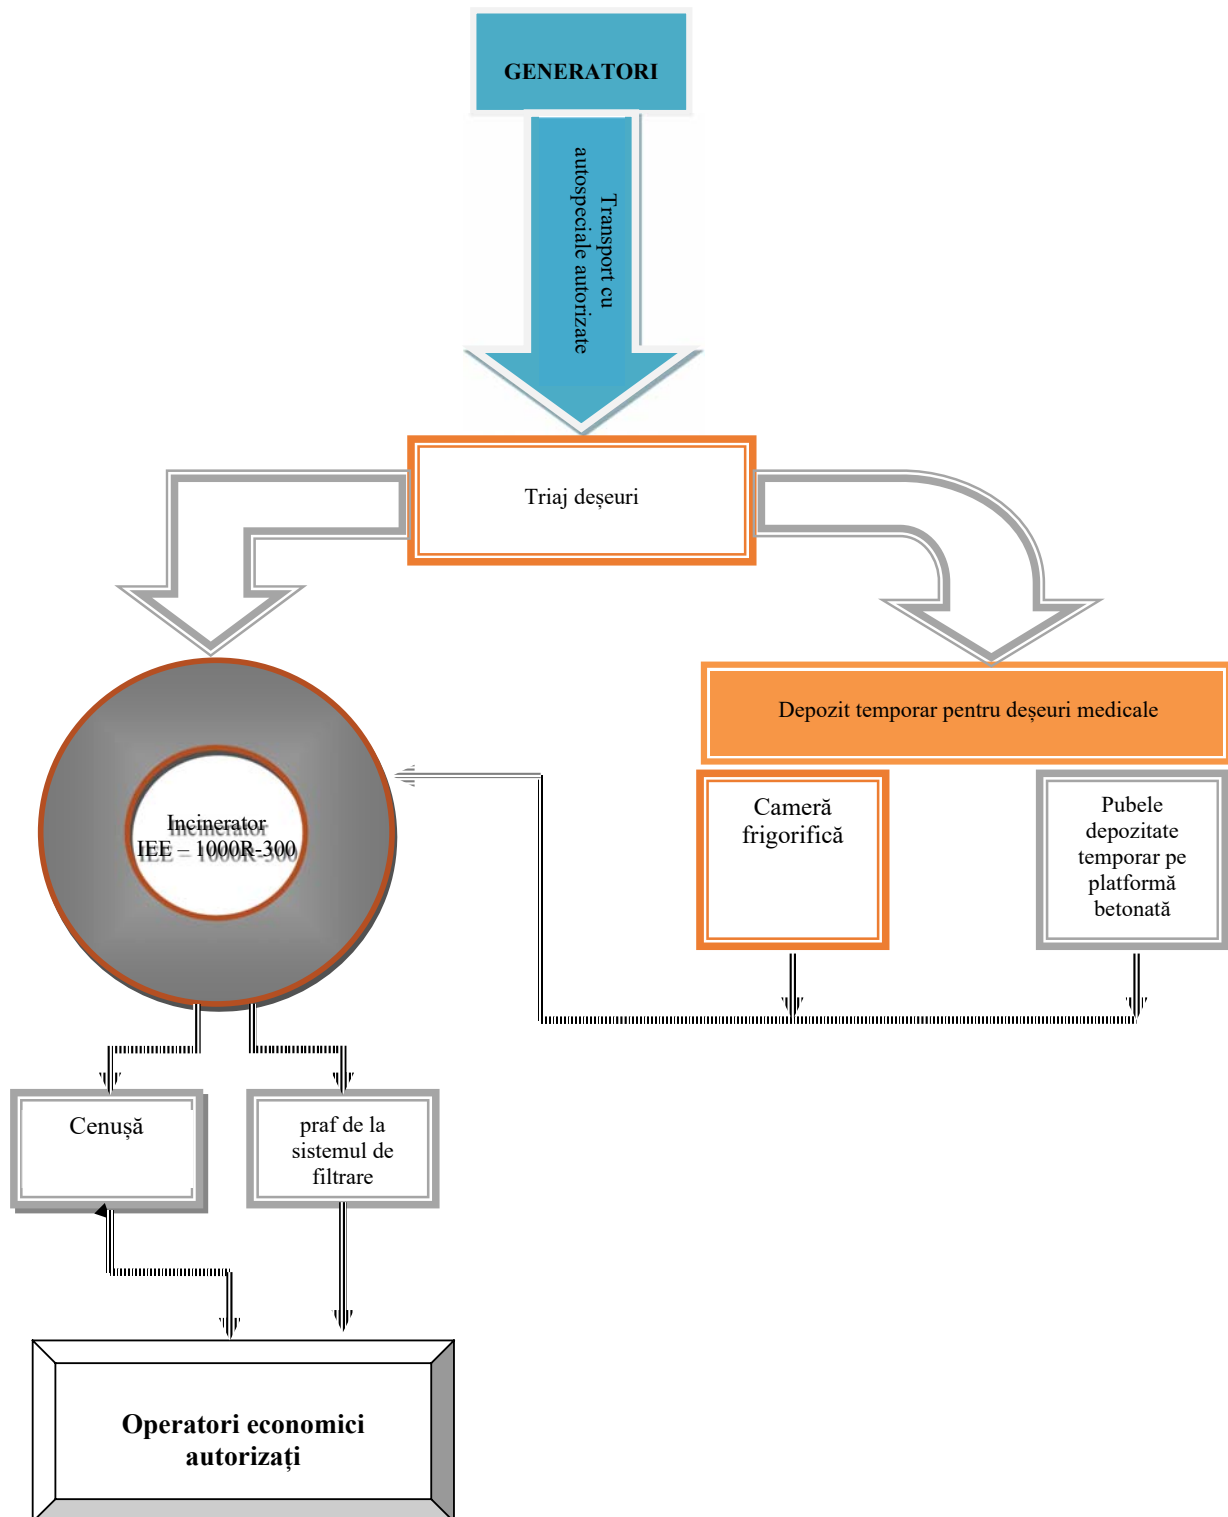 GENERATORI
Transport cu
autospeciale autorizate
Triaj deșeuri
Depozit temporar pentru deșeuri medicale
Incinerator
IEE – 1000R-300
Cameră
frigorifică
Pubele
depozitate
temporar pe
platformă
betonată
Cenușă
praf de la
sistemul de
filtrare
Operatori economici
autorizați